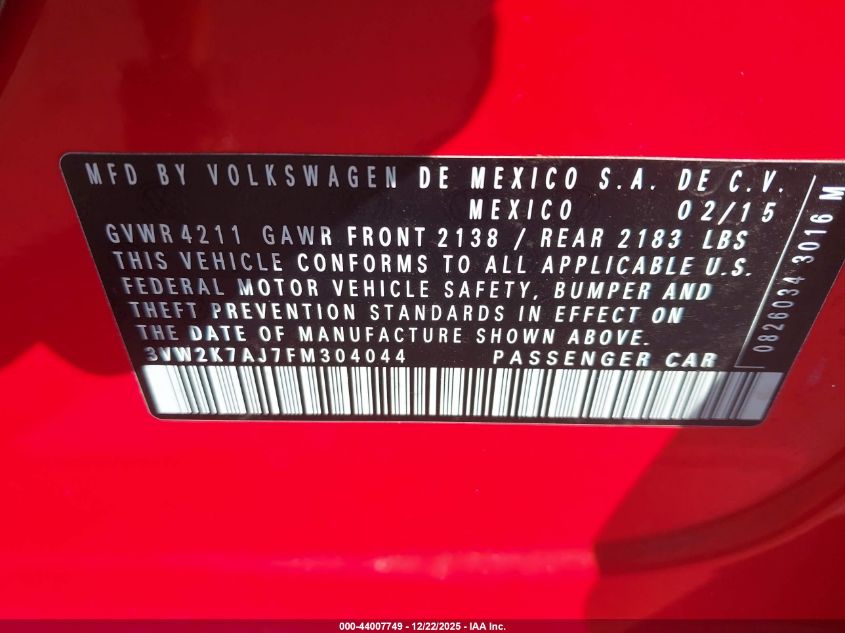 MFD BY VOLKSWAGEN DE MEXICO S.A. DE C.V.
MEXICO 02/15
GVWR 4211 GAWR FRONT 2138 / REAR 2183 LBS
THIS VEHICLE CONFORMS TO ALL APPLICABLE U.S.
FEDERAL MOTOR VEHICLE SAFETY, BUMPER AND
THEFT PREVENTION STANDARDS IN EFFECT ON
THE DATE OF MANUFACTURE SHOWN ABOVE.
3VW2K7AJ7FM304044 PASSENGER CAR
0826034 3016 M
000-44007749 - 12/22/2025 - IAA Inc.